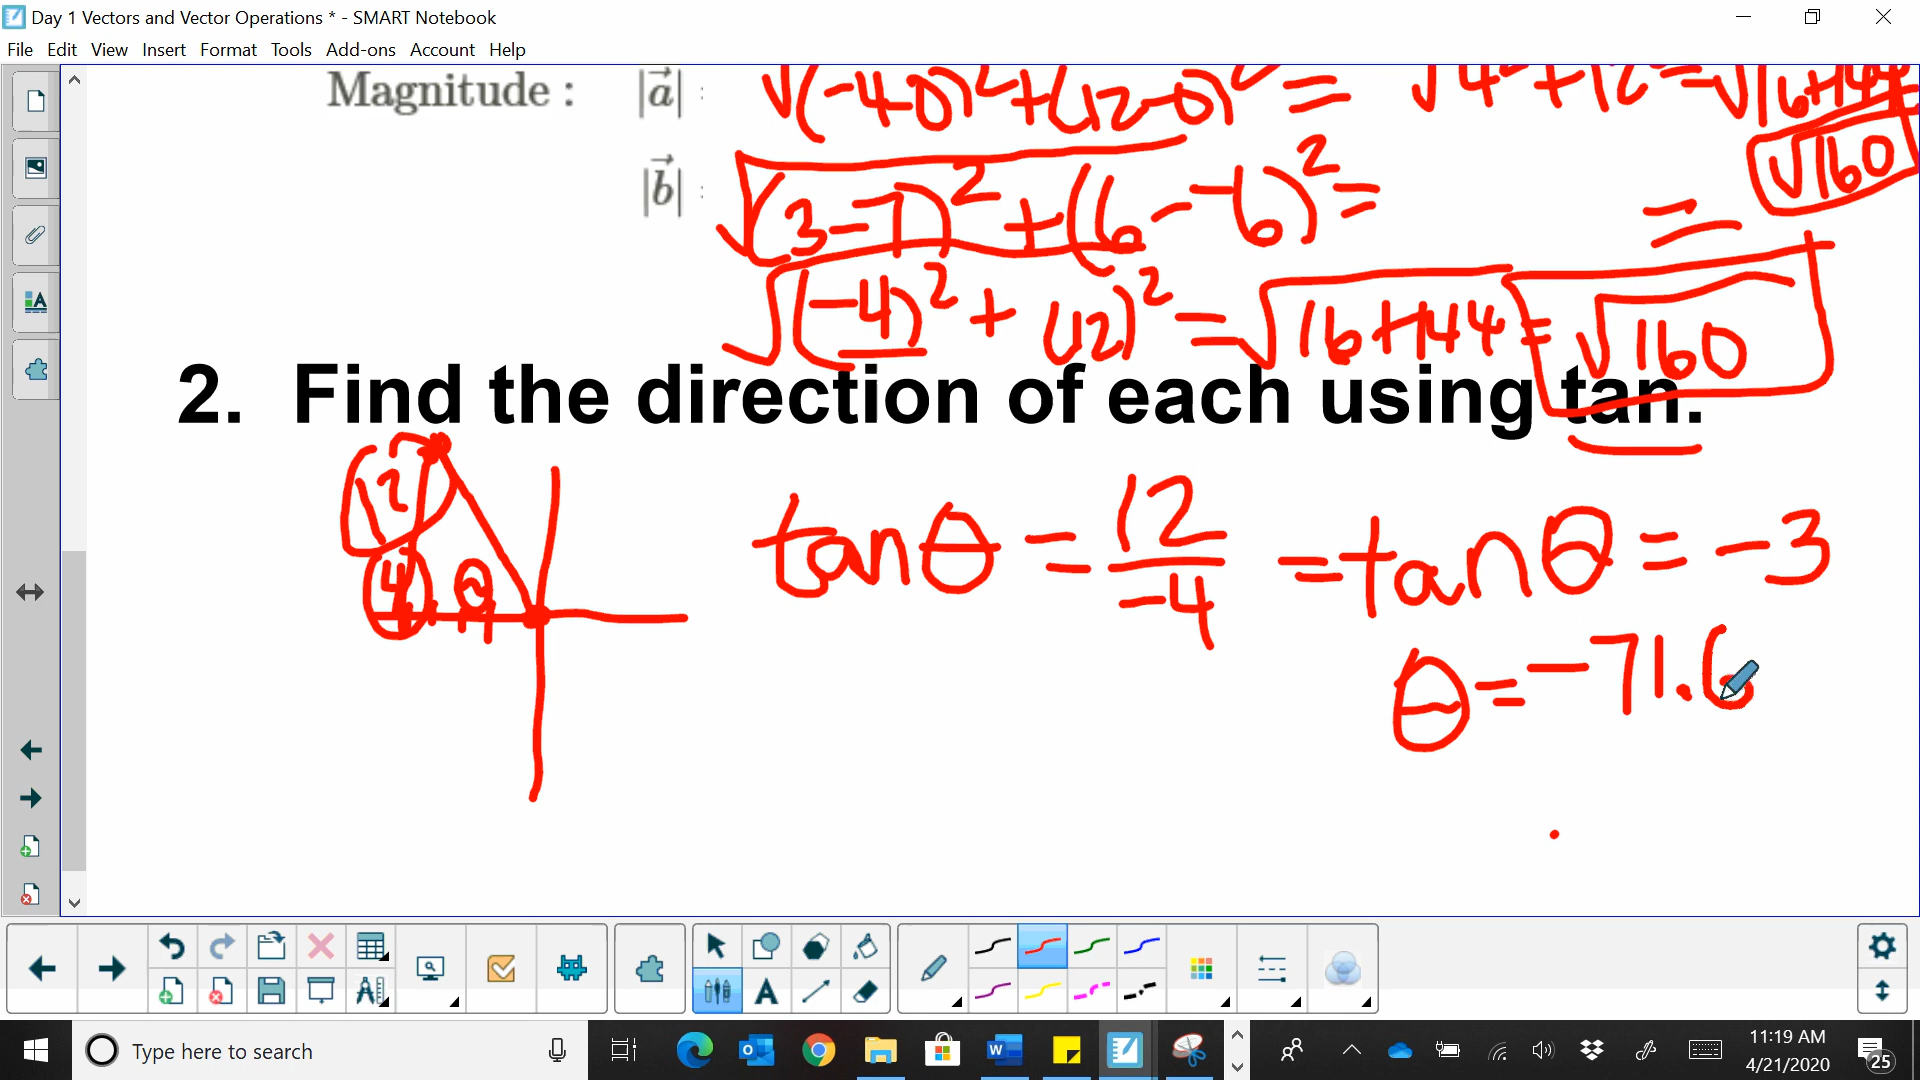 Day 1 Vectors and Vector Operations * - SMART Notebook
File Edit View Insert Format Tools Add-ons Account Help
Magnitude : |a⃗| : √(-4-0)²+(12-0)² = √4²+12² = √16+144
√160
|b⃗| : √(3-7)² + (6--6)² = =
√(-4)² + (12)² = √16+144 = √160
2. Find the direction of each using tan.
12
4 θ
tanθ = 12/-4 = tanθ = -3
θ = -71.6
Type here to search
11:19 AM
4/21/2020
25